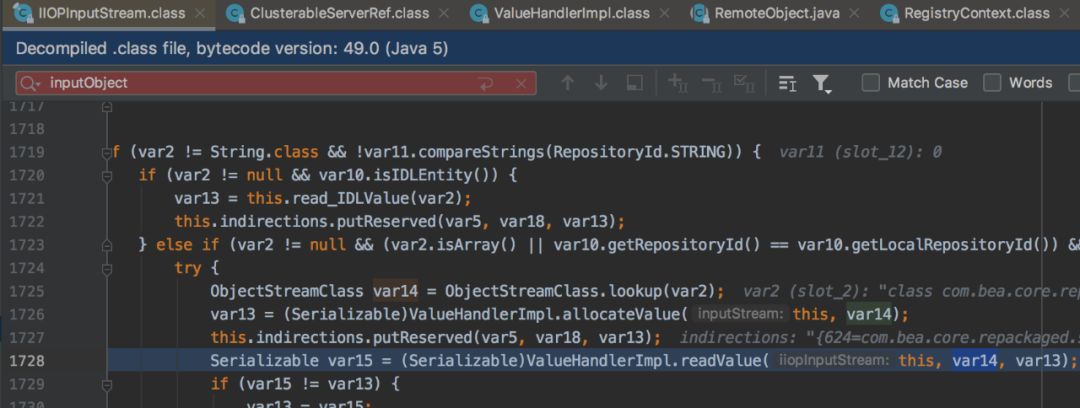 IIOPInputStream.class × ClusterableServerRef.class × ValueHandlerImpl.class × RemoteObject.java × RegistryContext.class ×
Decompiled .class file, bytecode version: 49.0 (Java 5)
inputObject Match Case Words
1717
1718
1719 f (var2 != String.class && !var11.compareStrings(RepositoryId.STRING)) { var11 (slot_12): 0
1720 if (var2 != null && var10.isIDLEntity()) {
1721 var13 = this.read_IDLValue(var2);
1722 this.indirections.putReserved(var5, var18, var13);
1723 } else if (var2 != null && (var2.isArray() || var10.getRepositoryId() == var10.getLocalRepositoryId()) &
1724 try {
1725 ObjectStreamClass var14 = ObjectStreamClass.lookup(var2); var2 (slot_2): "class com.bea.core.rep
1726 var13 = (Serializable)ValueHandlerImpl.allocateValue( inputStream: this, var14);
1727 this.indirections.putReserved(var5, var18, var13); indirections: "{624=com.bea.core.repackaged.s
1728 Serializable var15 = (Serializable)ValueHandlerImpl.readValue( iiopInputStream: this, var14, var13);
1729 if (var15 != var13) {
1730 var13 = var15;